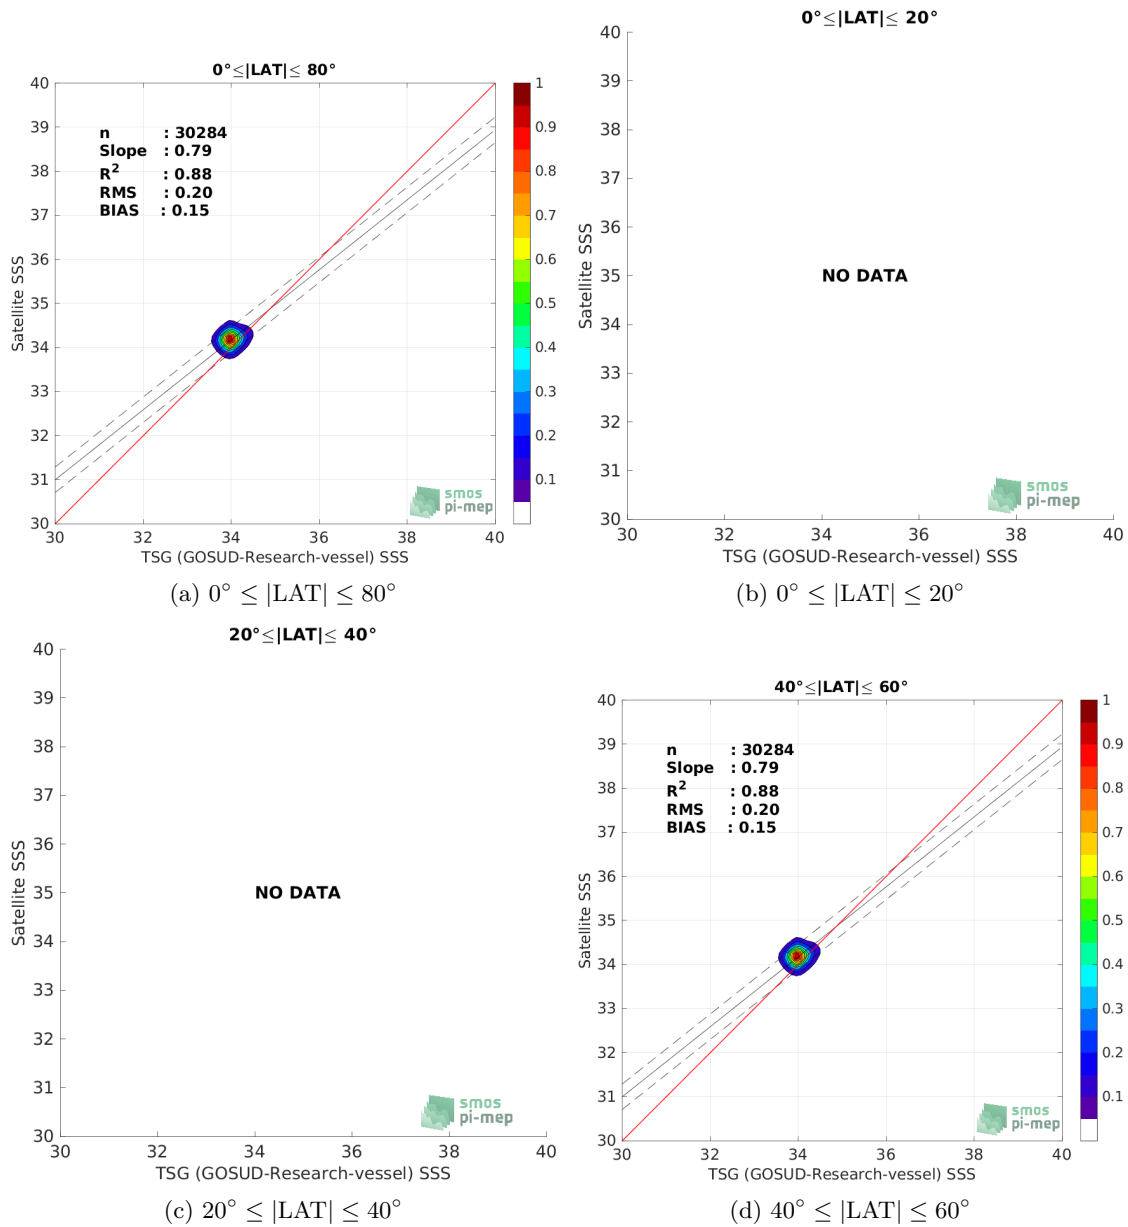 0°≤|LAT|≤ 80°
40
39
38
37
36
35
34
33
32
31
30
Satellite SSS
n : 30284
Slope : 0.79
R² : 0.88
RMS : 0.20
BIAS : 0.15
smos
pi-mep
30 32 34 36 38 40
TSG (GOSUD-Research-vessel) SSS
1
0.9
0.8
0.7
0.6
0.5
0.4
0.3
0.2
0.1
(a) 0° ≤ |LAT| ≤ 80°
0°≤|LAT|≤ 20°
40
39
38
37
36
35
34
33
32
31
30
Satellite SSS
NO DATA
smos
pi-mep
30 32 34 36 38 40
TSG (GOSUD-Research-vessel) SSS
(b) 0° ≤ |LAT| ≤ 20°
20°≤|LAT|≤ 40°
40
39
38
37
36
35
34
33
32
31
30
Satellite SSS
NO DATA
smos
pi-mep
30 32 34 36 38 40
TSG (GOSUD-Research-vessel) SSS
(c) 20° ≤ |LAT| ≤ 40°
40°≤|LAT|≤ 60°
40
39
38
37
36
35
34
33
32
31
30
Satellite SSS
n : 30284
Slope : 0.79
R² : 0.88
RMS : 0.20
BIAS : 0.15
smos
pi-mep
30 32 34 36 38 40
TSG (GOSUD-Research-vessel) SSS
1
0.9
0.8
0.7
0.6
0.5
0.4
0.3
0.2
0.1
(d) 40° ≤ |LAT| ≤ 60°